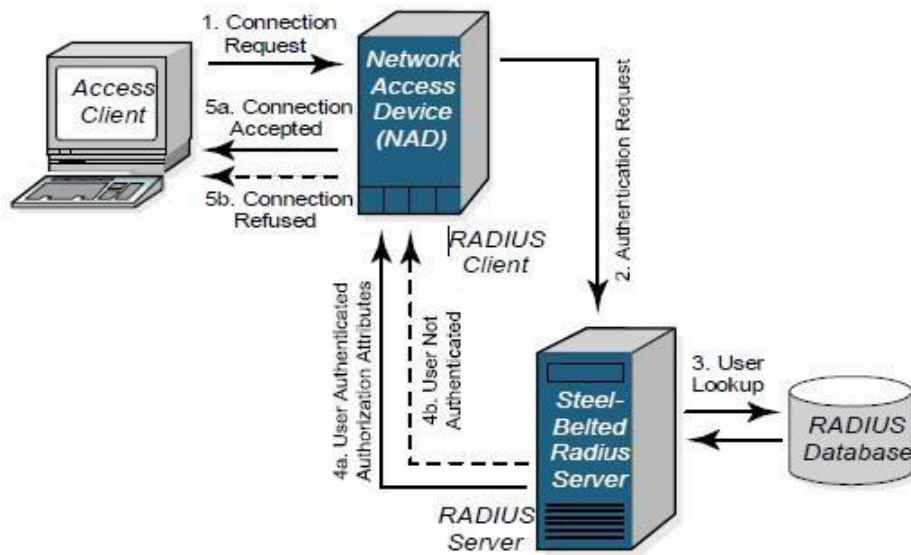 1. Connection
Request
Access
Client
Network
Access
Device
(NAD)
5a. Connection
Accepted
5b. Connection
Refused
RADIUS
Client
2. Authentication Request
4a. User Authenticated
Authorization Attributes
4b. User Not
Authenticated
3. User
Lookup
Steel-
Belted
Radius
Server
RADIUS
Database
RADIUS
Server